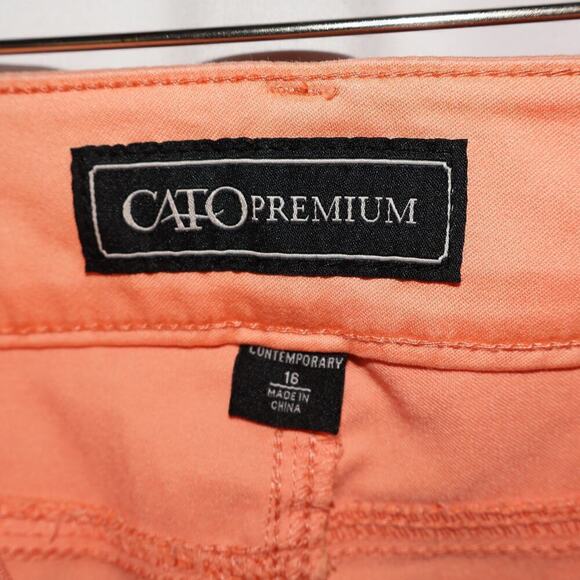 CATO PREMIUM
CONTEMPORARY
16
MADE IN
CHINA